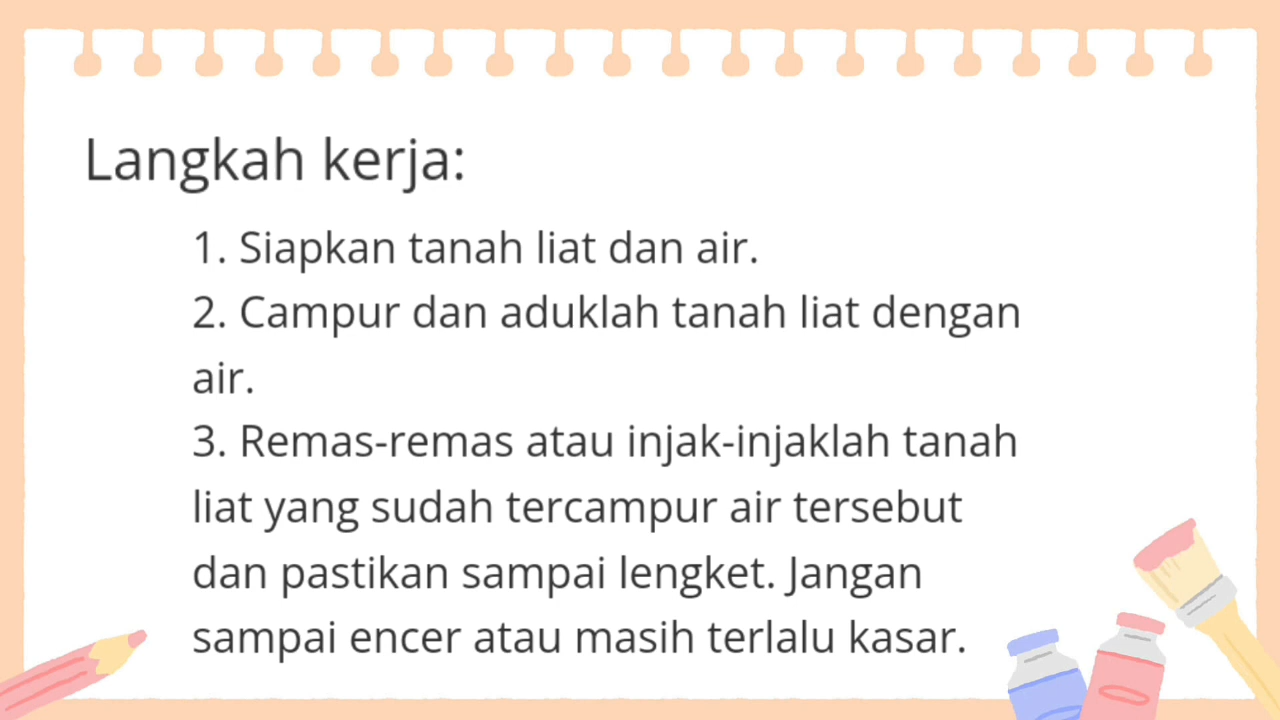 Langkah kerja:
1. Siapkan tanah liat dan air.
2. Campur dan aduklah tanah liat dengan
air.
3. Remas-remas atau injak-injaklah tanah
liat yang sudah tercampur air tersebut
dan pastikan sampai lengket. Jangan
sampai encer atau masih terlalu kasar.